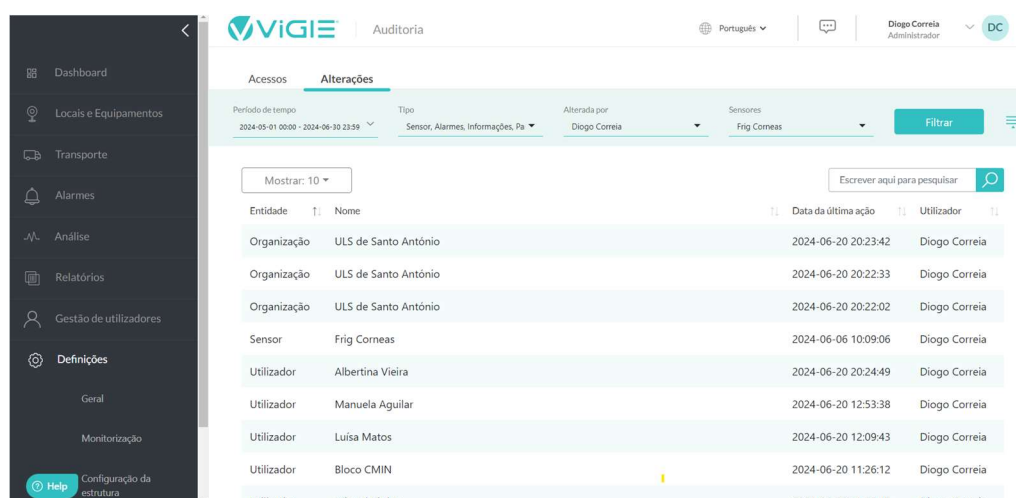 ViGIE
Auditoria
Português
Diogo Correia
Administrador
DC
Dashboard
Locais e Equipamentos
Transporte
Alarmes
Análise
Relatórios
Gestão de utilizadores
Definições
Geral
Monitorização
Configuração da
estrutura
Help
Acessos Alterações
Período de tempo Tipo Alterada por Sensores
2024-05-01 00:00 - 2024-06-30 23:59 Sensor, Alarmes, Informações, Pa Diogo Correia Frig Corneas Filtrar
Mostrar: 10 Escrever aqui para pesquisar
Entidade Nome Data da última ação Utilizador
Organização ULS de Santo António 2024-06-20 20:23:42 Diogo Correia
Organização ULS de Santo António 2024-06-20 20:22:33 Diogo Correia
Organização ULS de Santo António 2024-06-20 20:22:02 Diogo Correia
Sensor Frig Corneas 2024-06-06 10:09:06 Diogo Correia
Utilizador Albertina Vieira 2024-06-20 20:24:49 Diogo Correia
Utilizador Manuela Aguilar 2024-06-20 12:53:38 Diogo Correia
Utilizador Luísa Matos 2024-06-20 12:09:43 Diogo Correia
Utilizador Bloco CMIN 2024-06-20 11:26:12 Diogo Correia